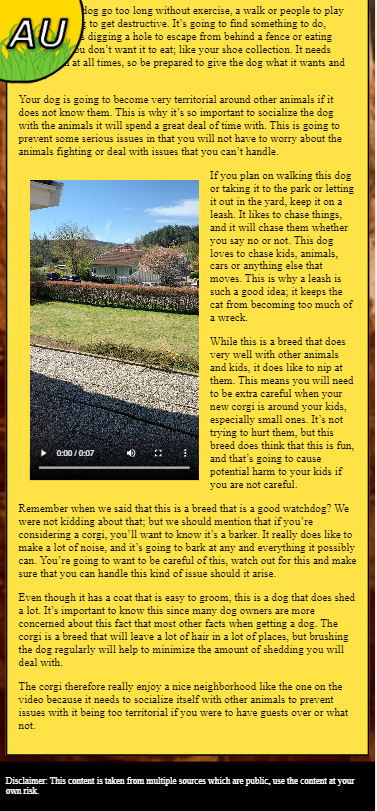 AU
dog go too long without exercise, a walk or people to play
to get destructive. It's going to find something to do,
digging a hole to escape from behind a fence or eating
you don't want it to eat; like your shoe collection. It needs
at all times, so be prepared to give the dog what it wants and
Your dog is going to become very territorial around other animals if it
does not know them. This is why it's so important to socialize the dog
with the animals it will spend a great deal of time with. This is going to
prevent some serious issues in that you will not have to worry about the
animals fighting or deal with issues that you can't handle.
If you plan on walking this dog
or taking it to the park or letting
it out in the yard, keep it on a
leash. It likes to chase things,
and it will chase them whether
you say no or not. This dog
loves to chase kids, animals,
cars or anything else that
moves. This is why a leash is
such a good idea; it keeps the
cat from becoming too much of
a wreck.
While this is a breed that does
very well with other animals
and kids, it does like to nip at
them. This means you will need
to be extra careful when your
new corgi is around your kids,
especially small ones. It's not
trying to hurt them, but this
breed does think that this is fun,
and that's going to cause
potential harm to your kids if
you are not careful.
0:00 / 0:07
Remember when we said that this is a breed that is a good watchdog? We
were not kidding about that; but we should mention that if you're
considering a corgi, you'll want to know it's a barker. It really does like to
make a lot of noise, and it's going to bark at any and everything it possibly
can. You're going to want to be careful of this, watch out for this and make
sure that you can handle this kind of issue should it arise.
Even though it has a coat that is easy to groom, this is a dog that does shed
a lot. It's important to know this since many dog owners are more
concerned about this fact that most other facts when getting a dog. The
corgi is a breed that will leave a lot of hair in a lot of places, but brushing
the dog regularly will help to minimize the amount of shedding you will
deal with.
The corgi therefore really enjoy a nice neighborhood like the one on the
video because it needs to socialize itself with other animals to prevent
issues with it being too territorial if you were to have guests over or what
not.
Disclaimer: This content is taken from multiple sources which are public, use the content at your
own risk.